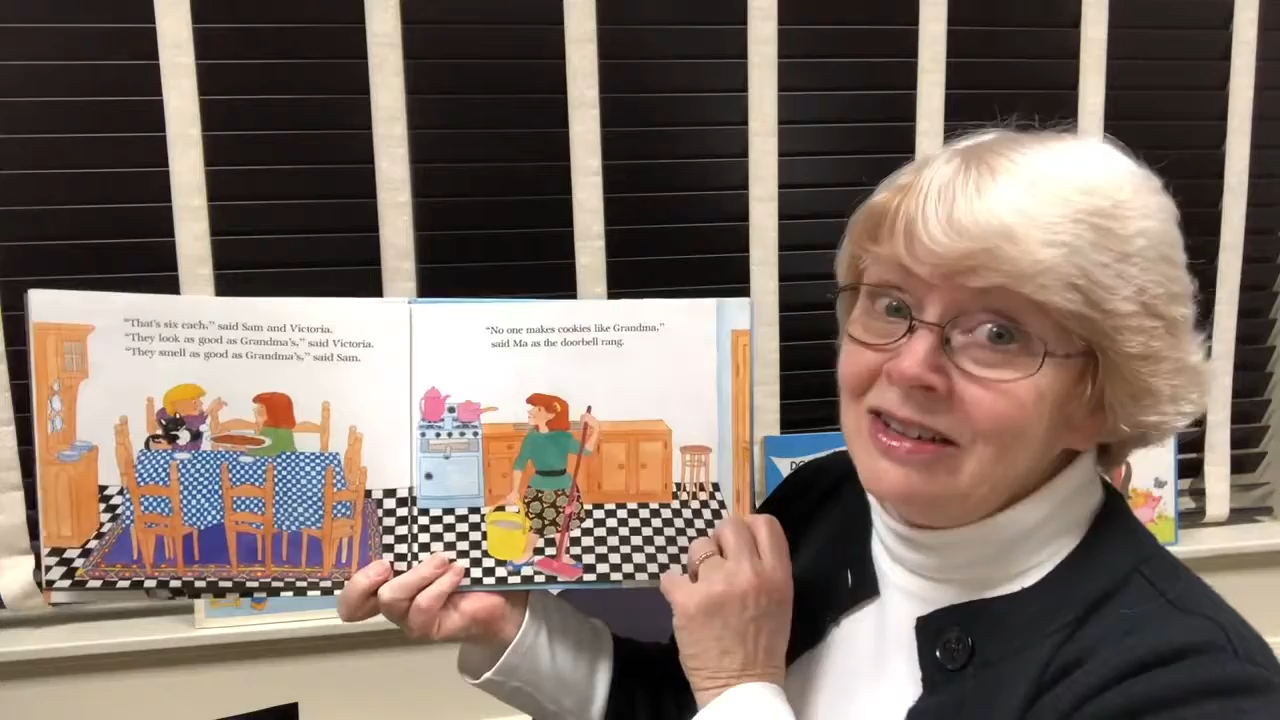 "That's six each," said Sam and Victoria.
"They look as good as Grandma's," said Victoria.
"They smell as good as Grandma's," said Sam.
"No one makes cookies like Grandma,"
said Ma as the doorbell rang.